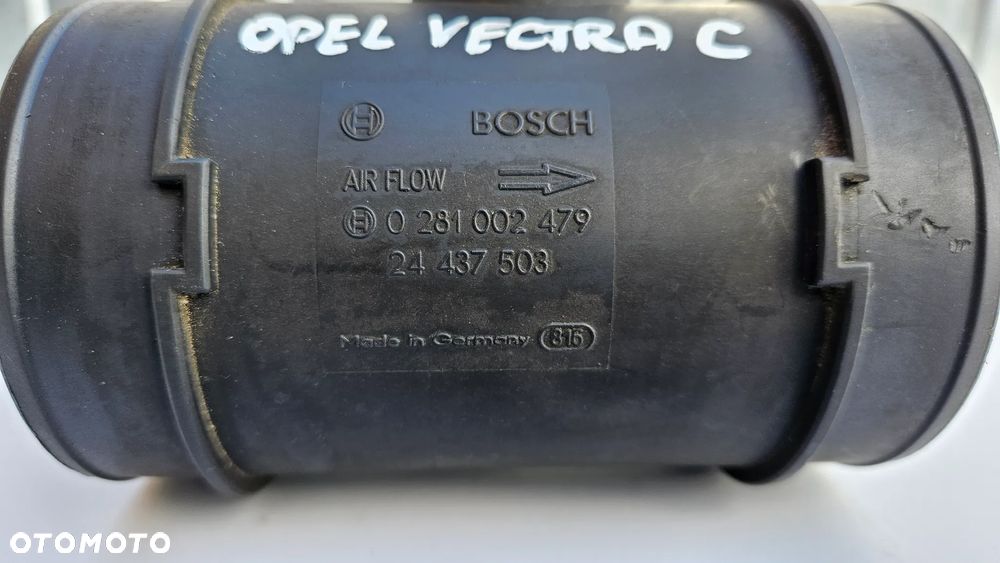 OPEL VECTRA C
BOSCH
AIR FLOW
0 281 002 479
24 437 503
Made in Germany 815
OTOMOTO